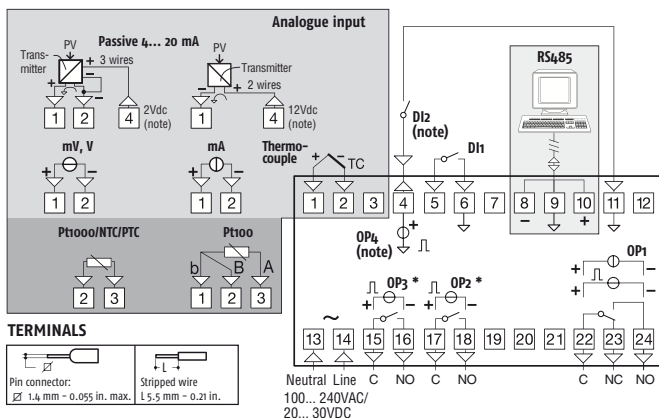 Analogue input
Passive 4... 20 mA
PV
Trans-
mitter
3 wires
+
–
+
–
1
2
4
2Vdc
(note)
PV
Transmitter
2 wires
+
–
1
4
12Vdc
(note)
mV, V
+
–
1
2
mA
+
–
1
2
Thermo-
couple
+
–
TC
Pt1000/NTC/PTC
2
3
Pt100
b
B
A
1
2
3
RS485
DI2
(note)
DI1
1
2
3
4
5
6
7
8
9
10
11
12
–
+
+
OP4
(note)
OP3 *
+
–
OP2 *
+
–
OP1
+
–
+
–
~
13
14
15
16
17
18
19
20
21
22
23
24
Neutral
Line
C
NO
C
NO
C
NC
NO
100... 240VAC/
20... 30VDC
TERMINALS
Pin connector:
⌀ 1.4 mm - 0.055 in. max.
L
Stripped wire
L 5.5 mm - 0.21 in.